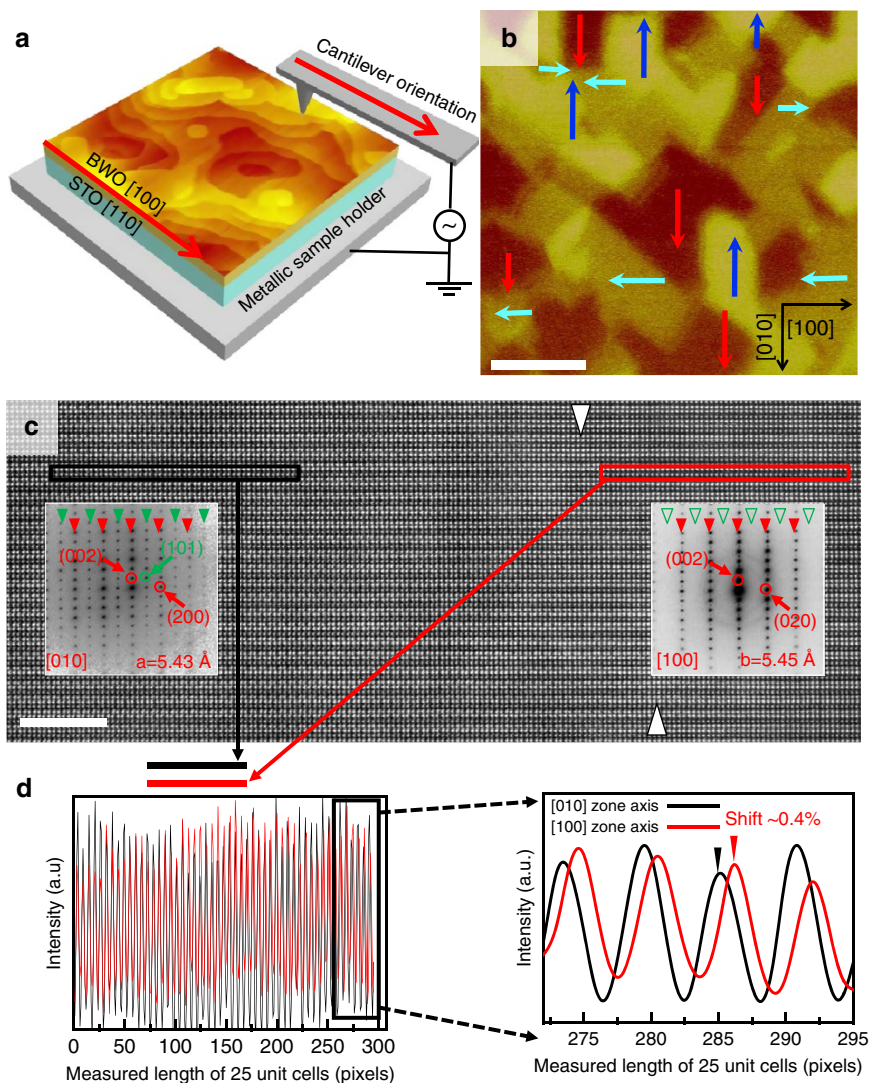 a
Cantilever orientation
BWO [100]
STO [110]
Metallic sample holder
~
b
[010]
[100]
c
(002)
(101)
(200)
[010]
a=5.43 Å
(002)
(020)
[100]
b=5.45 Å
d
Intensity (a.u)
0 50 100 150 200 250 300
Measured length of 25 unit cells (pixels)
[010] zone axis
[100] zone axis
Shift ~0.4%
Intensity (a.u.)
275 280 285 290 295
Measured length of 25 unit cells (pixels)